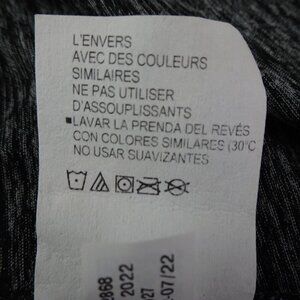 L'ENVERS
AVEC DES COULEURS
SIMILAIRES
NE PAS UTILISER
D'ASSOUPLISSANTS
■LAVAR LA PRENDA DEL REVÉS
CON COLORES SIMILARES (30°C
NO USAR SUAVIZANTES
2022
-07/22